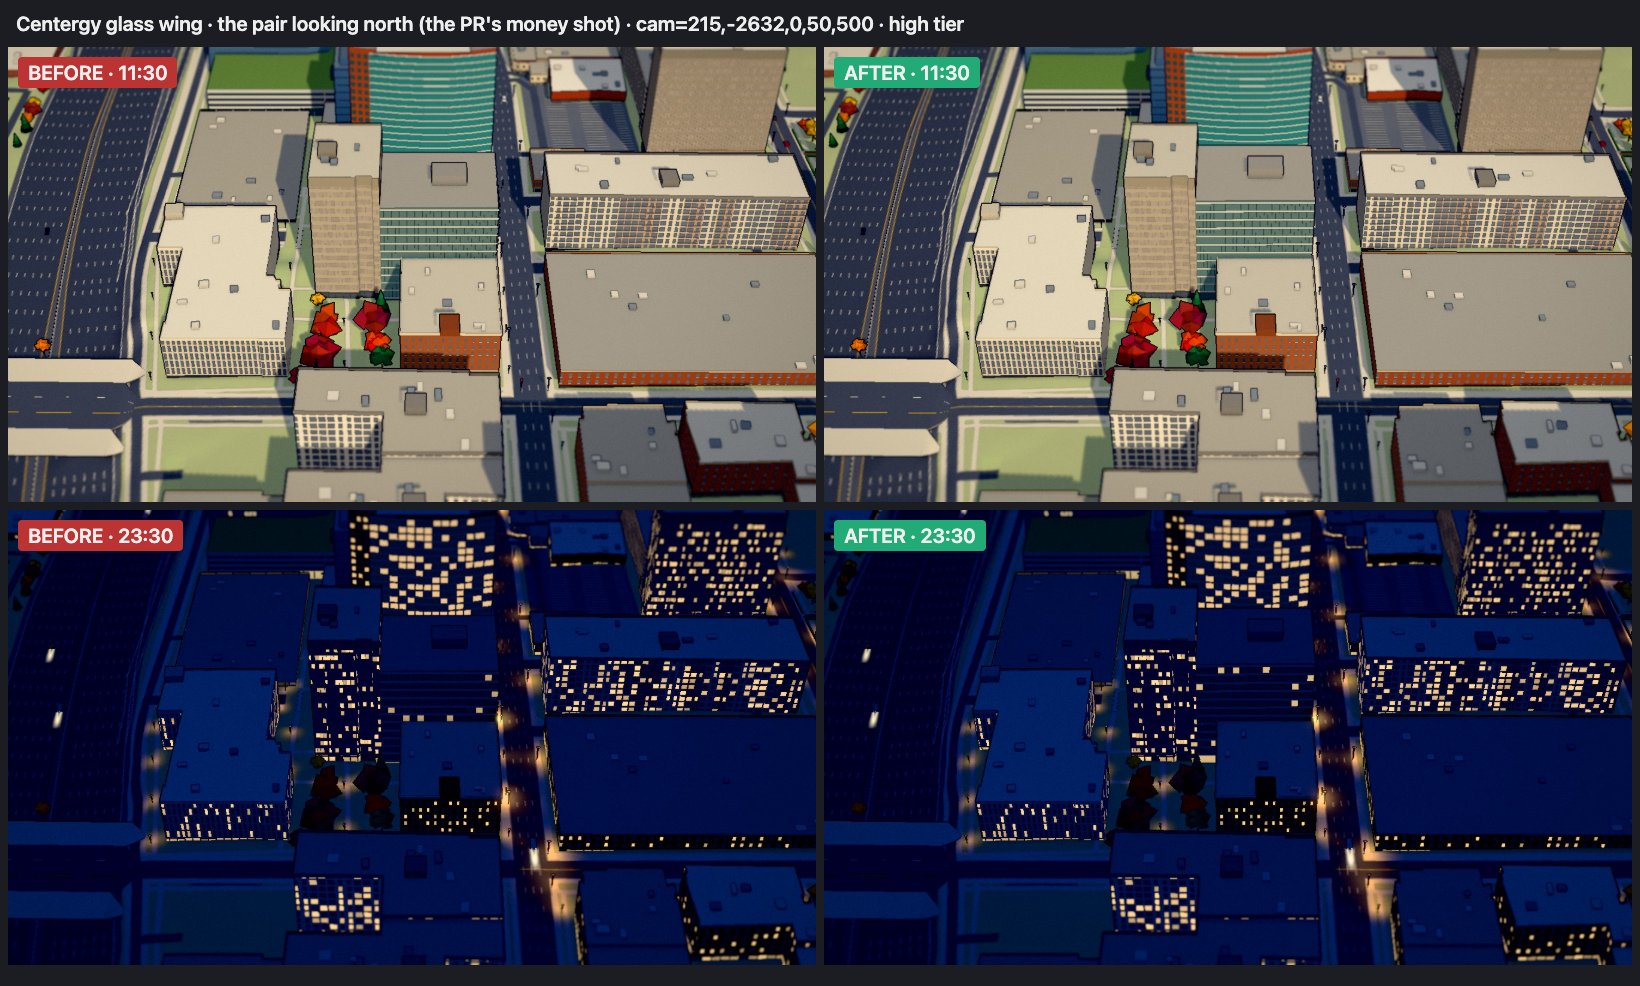 Centergy glass wing · the pair looking north (the PR's money shot) · cam=215,-2632,0,50,500 · high tier
BEFORE · 11:30
AFTER · 11:30
BEFORE · 23:30
AFTER · 23:30